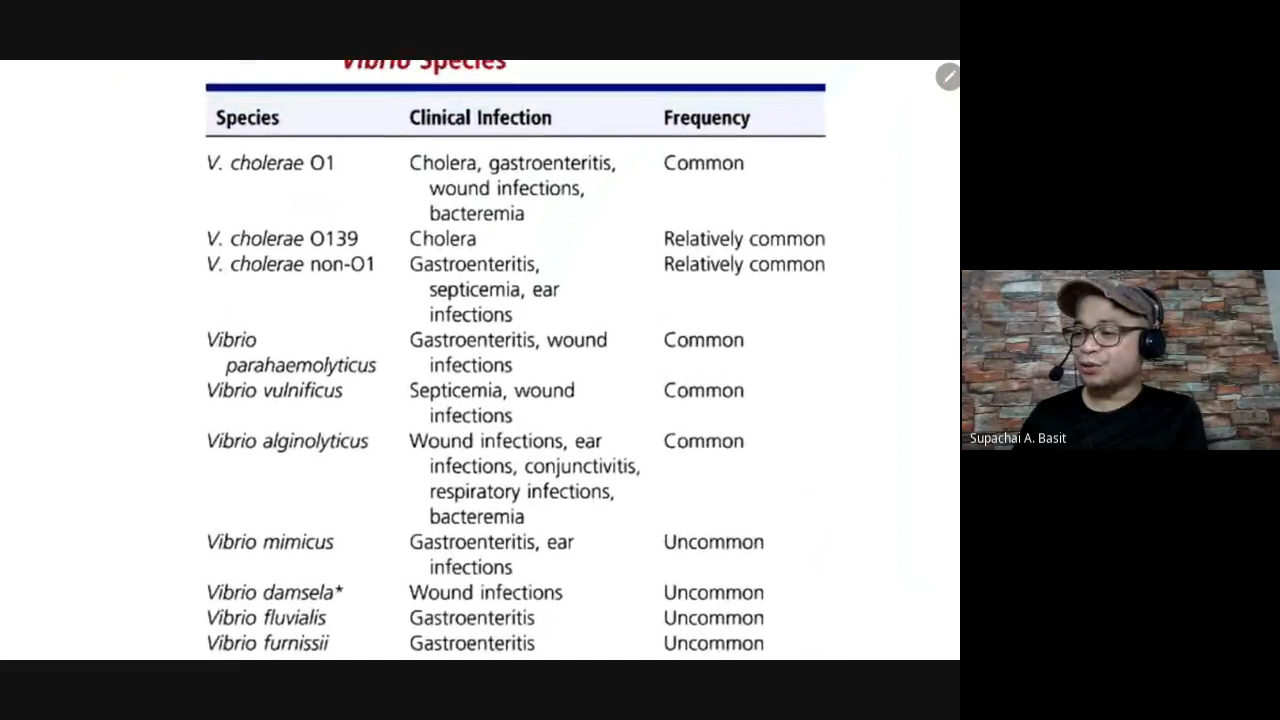 Vibrio Species
Species Clinical Infection Frequency
V. cholerae O1 Cholera, gastroenteritis, Common
wound infections,
bacteremia
V. cholerae O139 Cholera Relatively common
V. cholerae non-O1 Gastroenteritis, Relatively common
septicemia, ear
infections
Vibrio Gastroenteritis, wound Common
parahaemolyticus infections
Vibrio vulnificus Septicemia, wound Common
infections
Vibrio alginolyticus Wound infections, ear Common
infections, conjunctivitis,
respiratory infections,
bacteremia
Vibrio mimicus Gastroenteritis, ear Uncommon
infections
Vibrio damsela* Wound infections Uncommon
Vibrio fluvialis Gastroenteritis Uncommon
Vibrio furnissii Gastroenteritis Uncommon
Supachai A. Basit